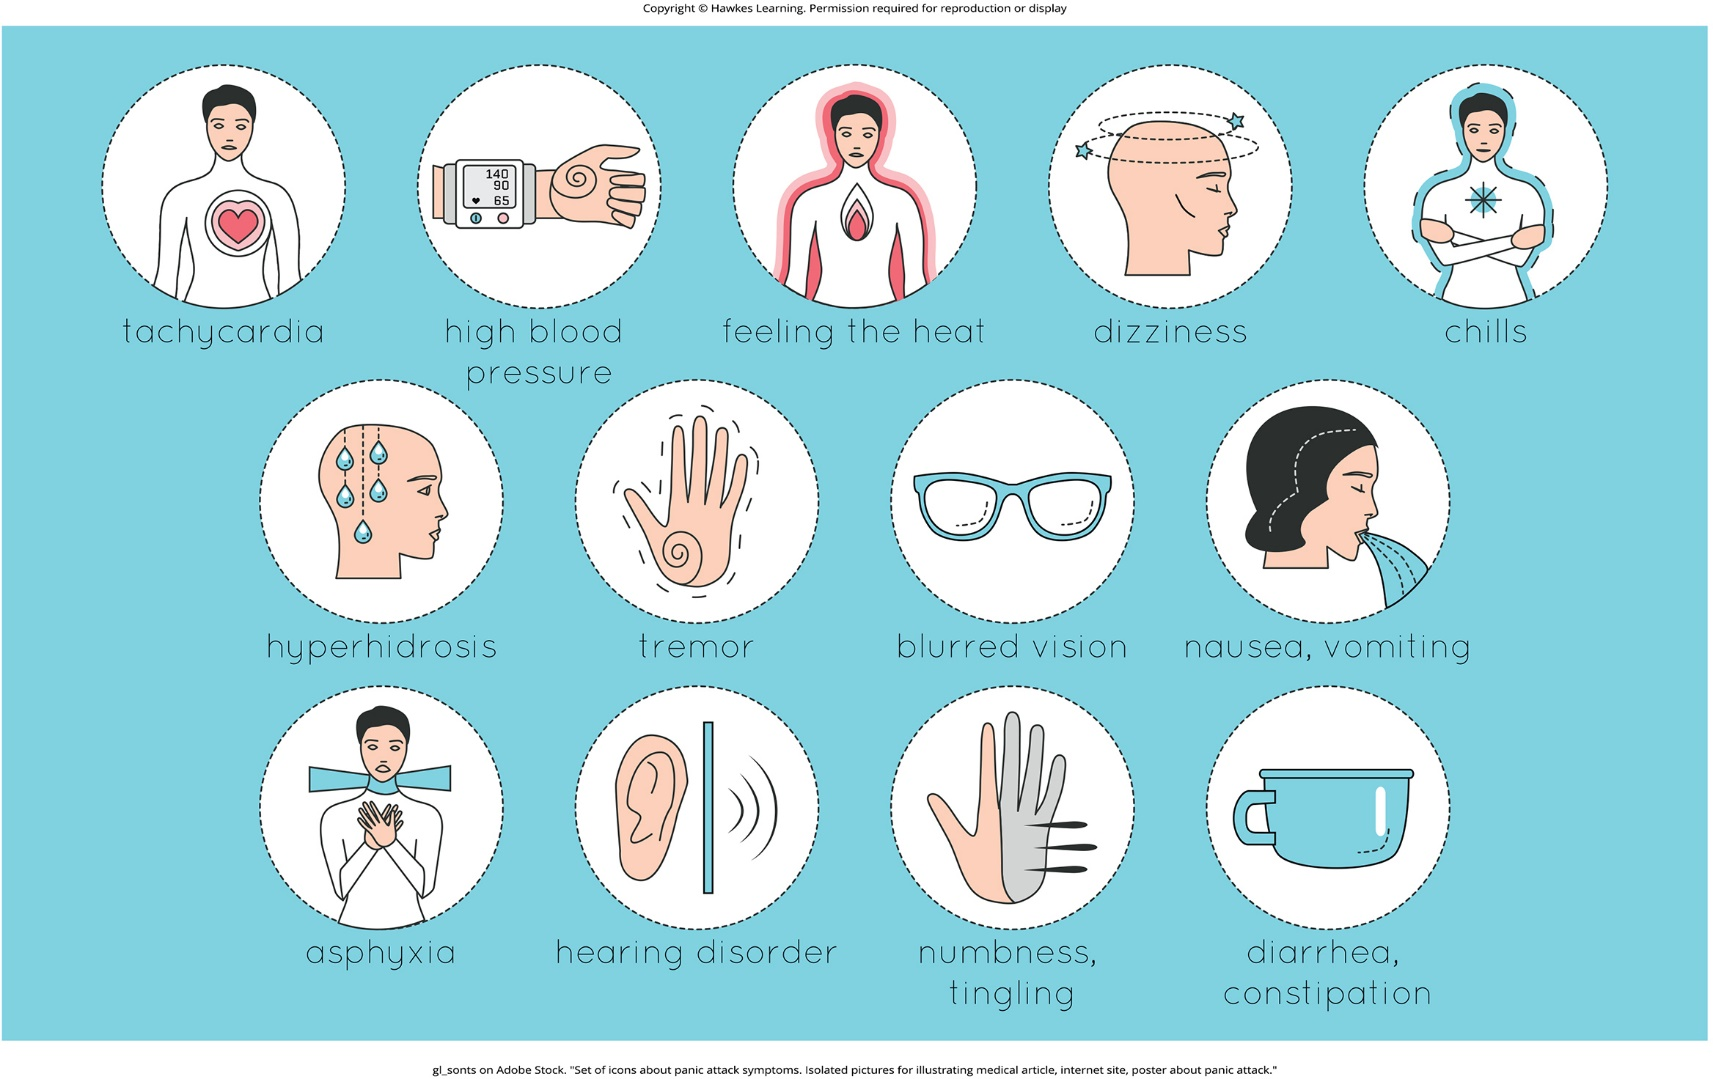 Copyright © Hawkes Learning. Permission required for reproduction or display
140
90
65
tachycardia
high blood
pressure
feeling the heat
dizziness
chills
hyperhidrosis
tremor
blurred vision
nausea, vomiting
asphyxia
hearing disorder
numbness,
tingling
diarrhea,
constipation
gl_sonts on Adobe Stock. "Set of icons about panic attack symptoms. Isolated pictures for illustrating medical article, internet site, poster about panic attack."